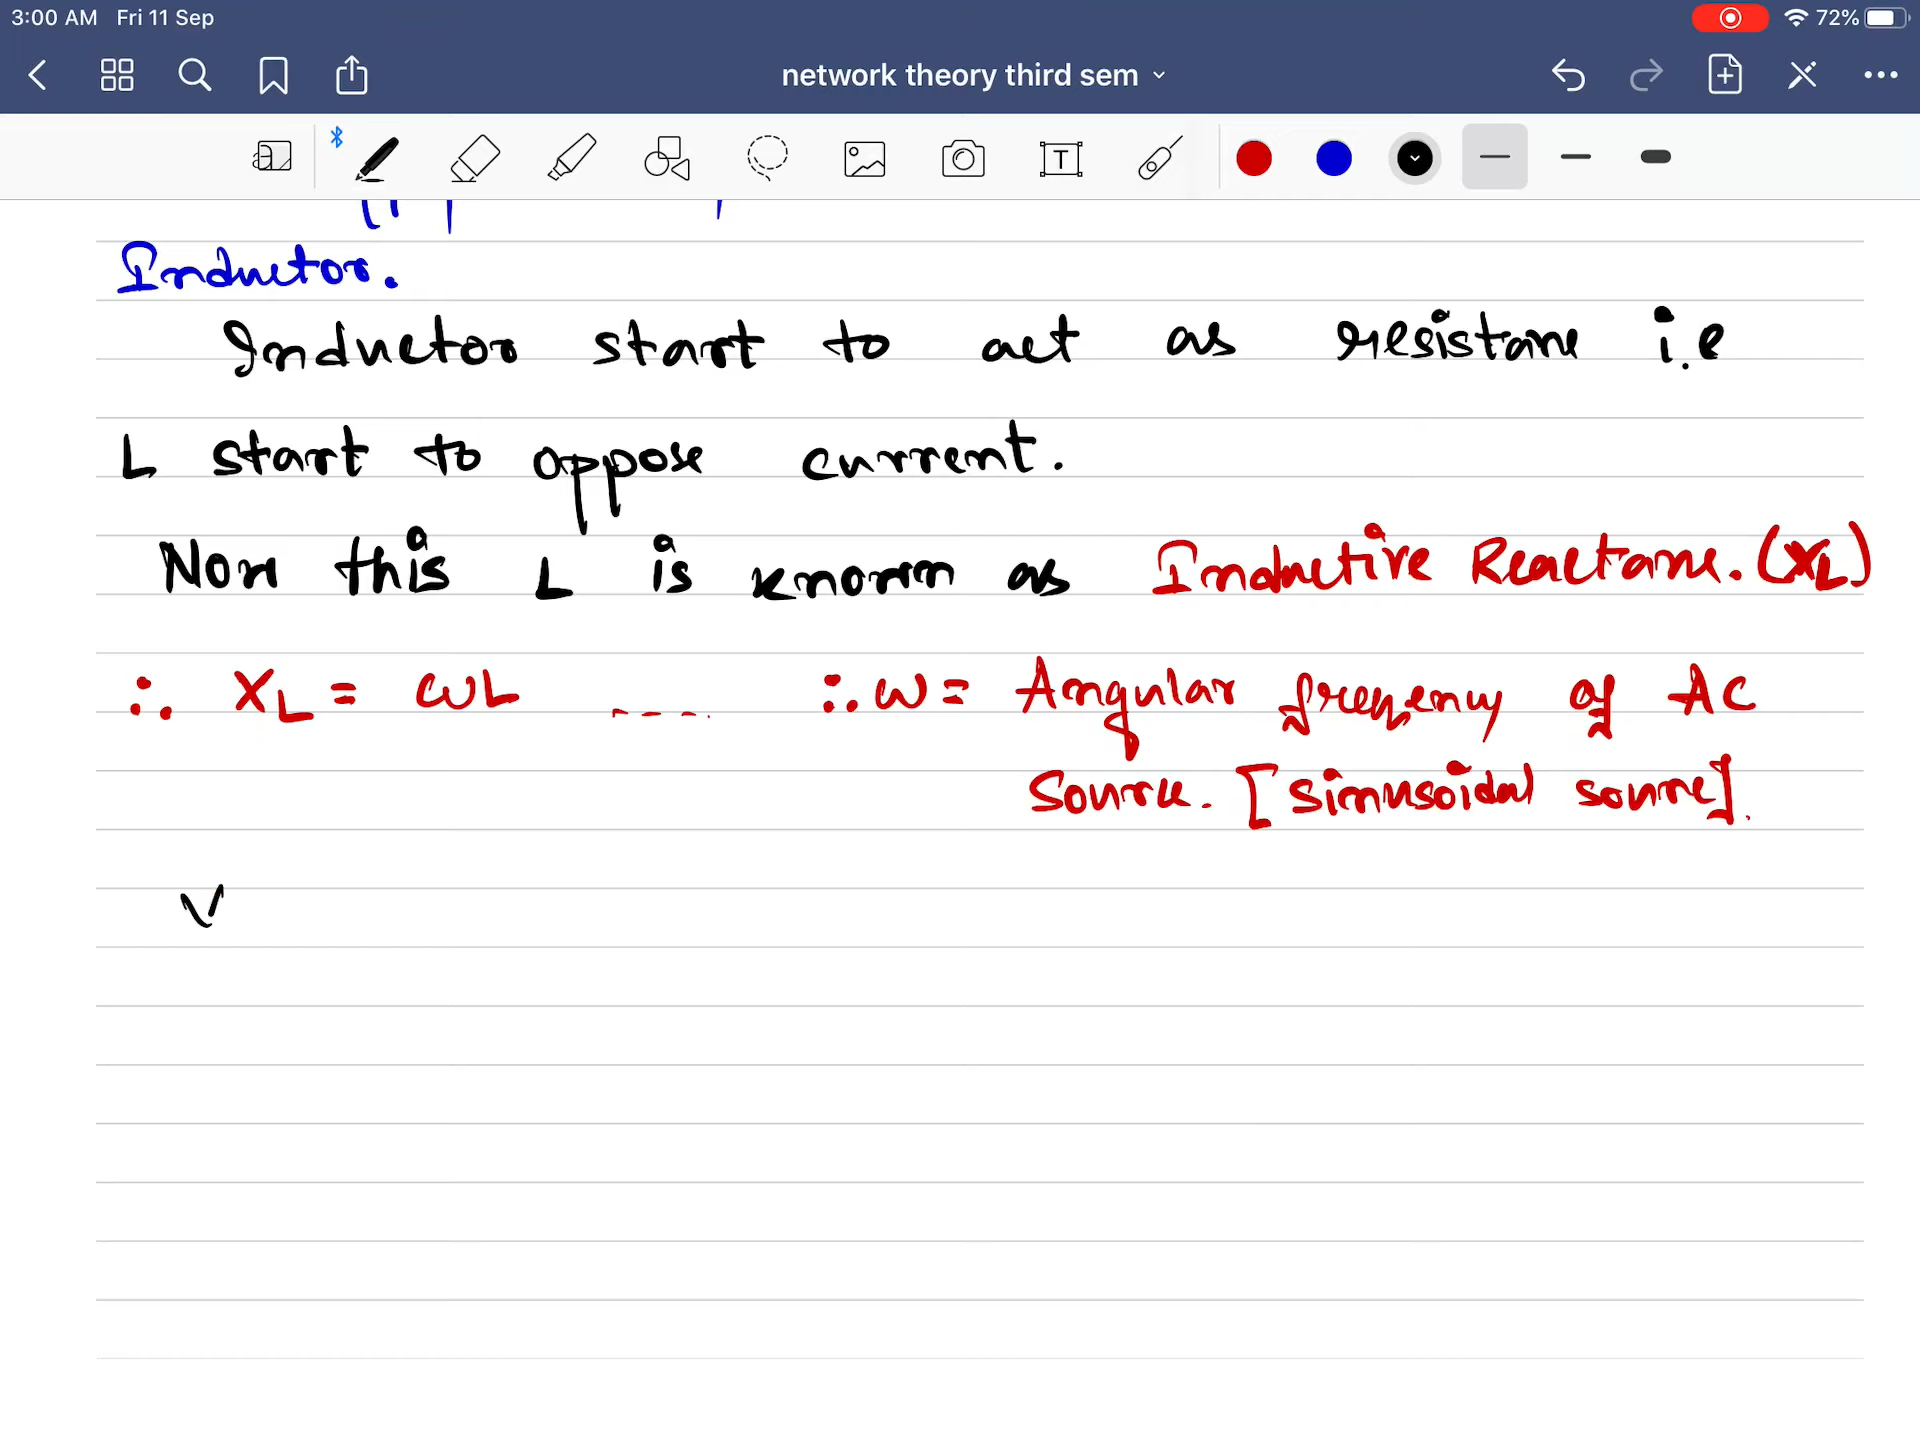 3:00 AM Fri 11 Sep
72%
network theory third sem
T
Inductor.
Inductor start to act as resistance i.e
L start to oppose current.
Now this L is known as Inductive Reactance. (XL)
∴ XL = ωL ---- ∴ ω = Angular frequency of AC
Source. [sinusoidal source].
V